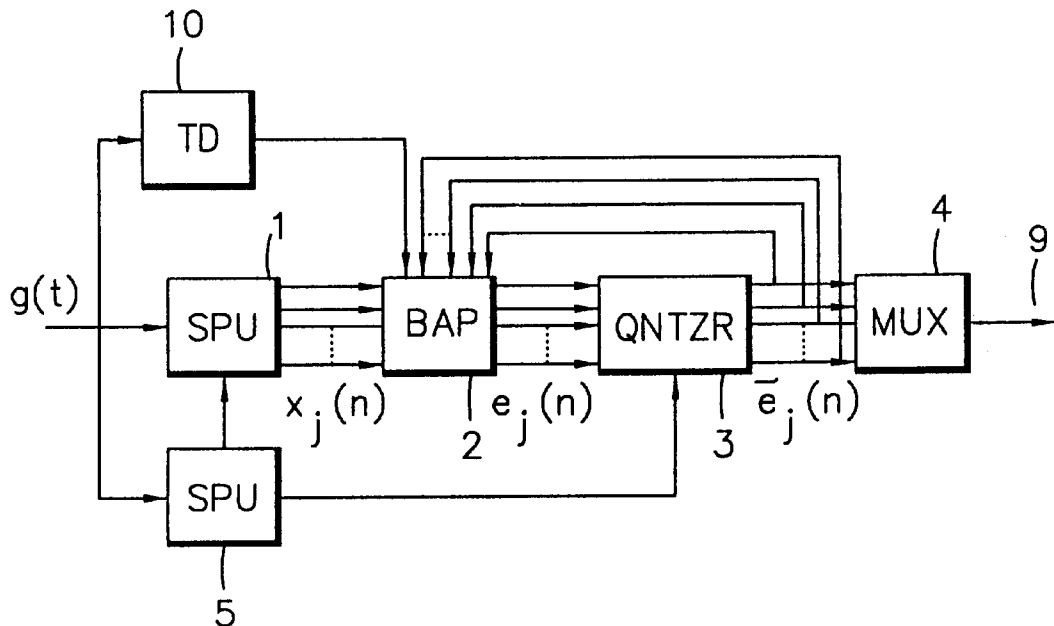 10
TD
1
4
9
g(t)
SPU
BAP
QNTZR
MUX
x_j(n)
2
e_j(n)
3
ē_j(n)
SPU
5